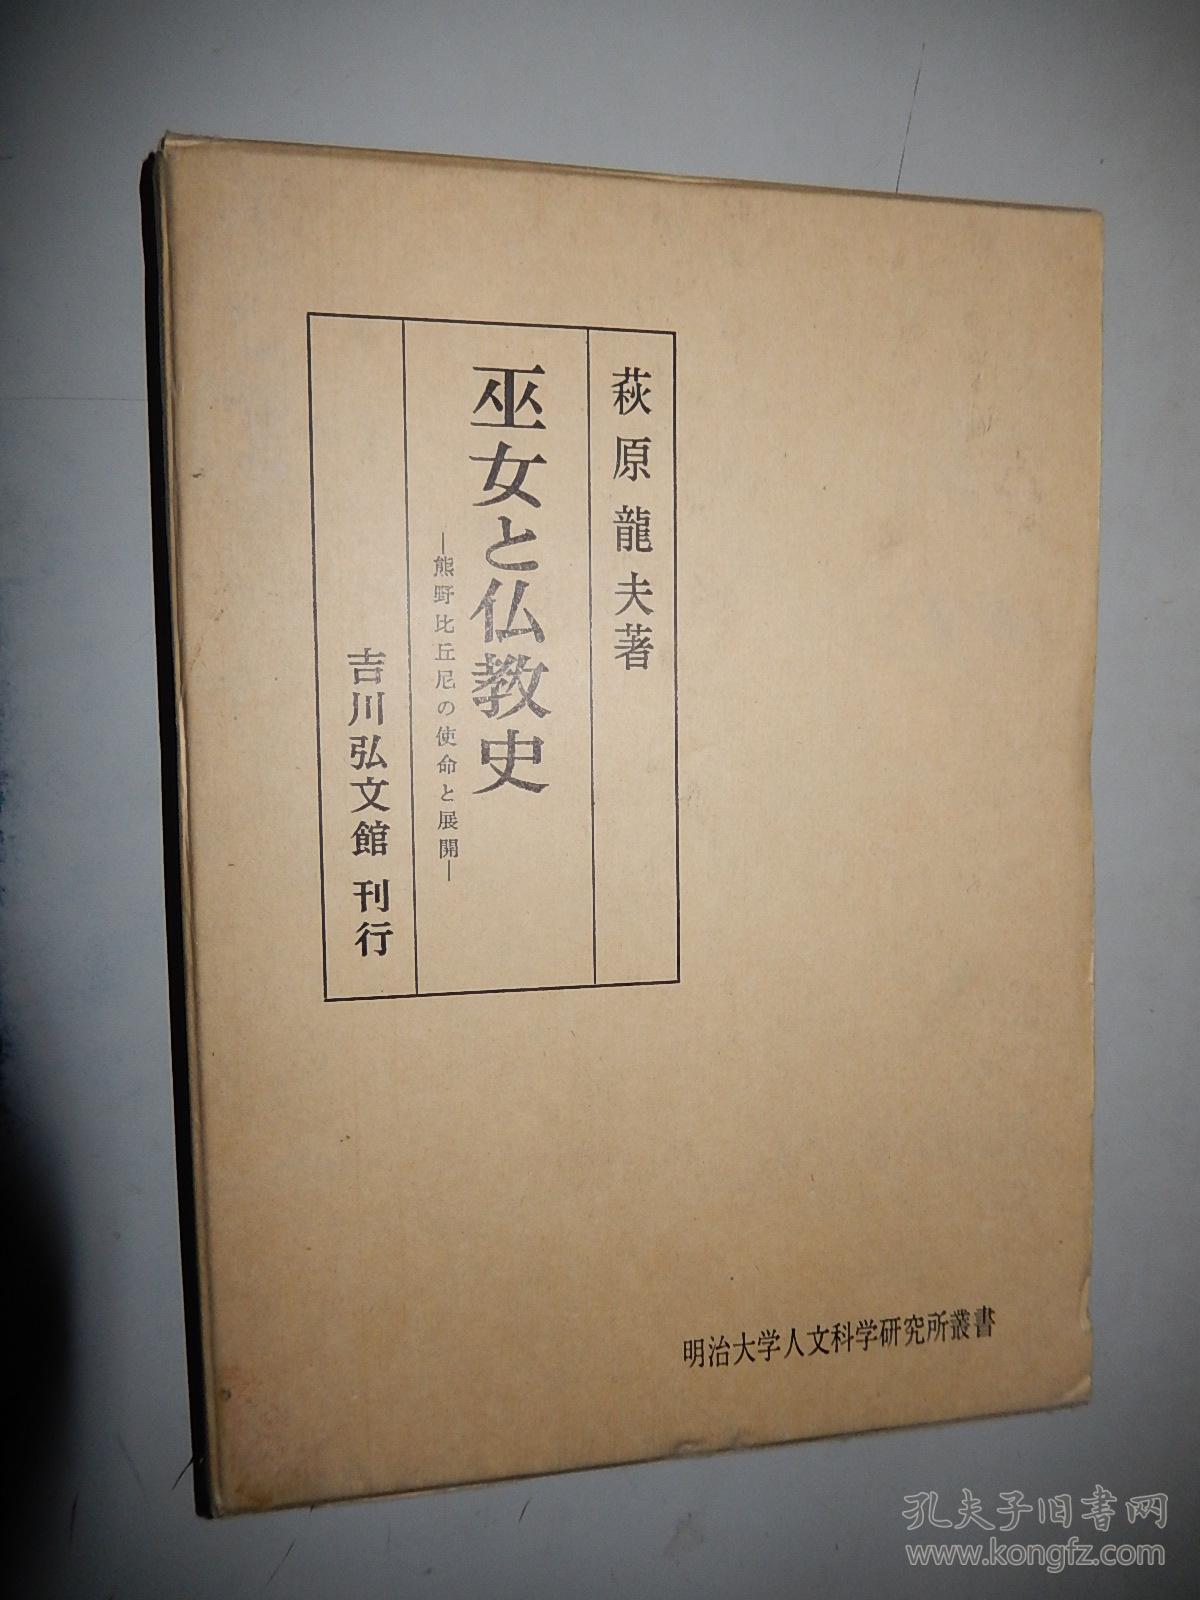 萩原龍夫著
巫女と仏教史
―熊野比丘尼の使命と展開―
吉川弘文館 刊行
明治大学人文科学研究所叢書
孔夫子旧书网
www.kongfz.com